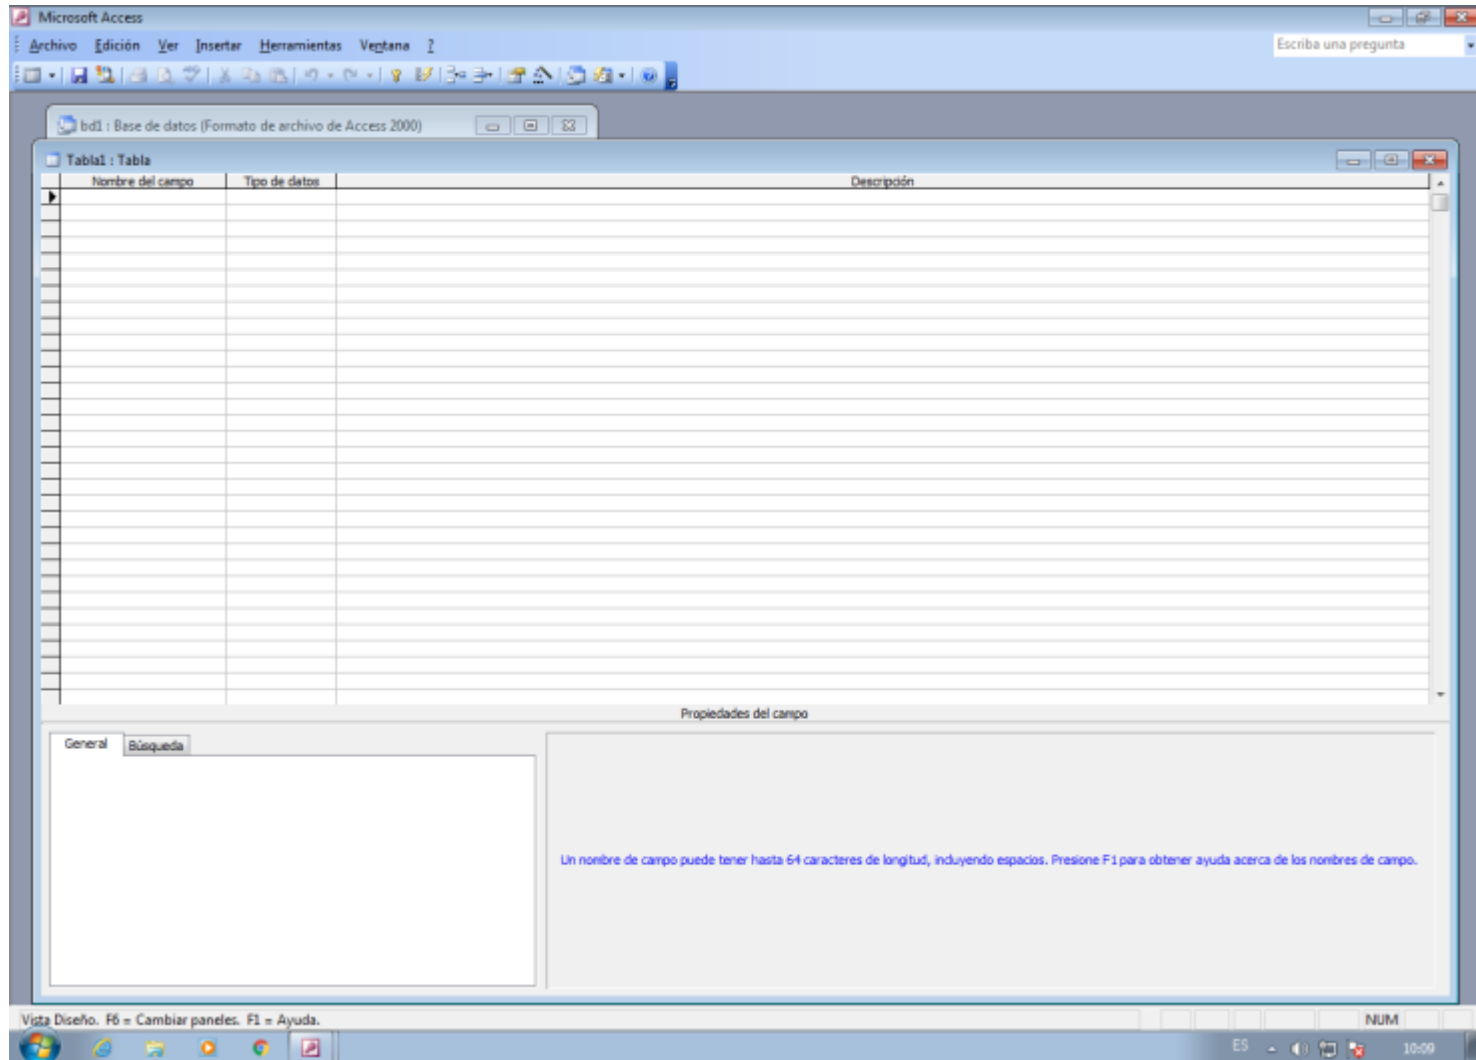 Microsoft Access
Archivo Edición Ver Insertar Herramientas Ventana ?
Escriba una pregunta
bd1 : Base de datos (Formato de archivo de Access 2000)
Tabla1 : Tabla
Nombre del campo Tipo de datos Descripción
Propiedades del campo
General Búsqueda
Un nombre de campo puede tener hasta 64 caracteres de longitud, incluyendo espacios. Presione F1 para obtener ayuda acerca de los nombres de campo.
Vista Diseño. F6 = Cambiar paneles. F1 = Ayuda.
NUM
ES 10:09